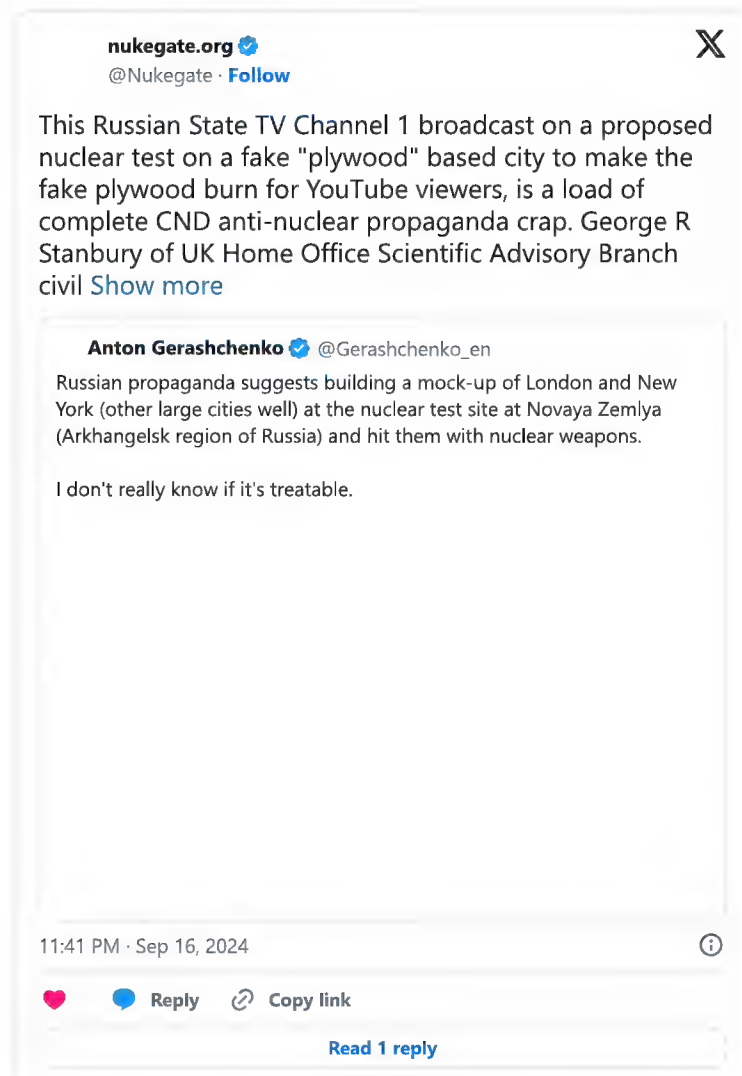 nukegate.org
@Nukegate · Follow
This Russian State TV Channel 1 broadcast on a proposed
nuclear test on a fake "plywood" based city to make the
fake plywood burn for YouTube viewers, is a load of
complete CND anti-nuclear propaganda crap. George R
Stanbury of UK Home Office Scientific Advisory Branch
civil Show more
Anton Gerashchenko @Gerashchenko_en
Russian propaganda suggests building a mock-up of London and New
York (other large cities well) at the nuclear test site at Novaya Zemlya
(Arkhangelsk region of Russia) and hit them with nuclear weapons.
I don't really know if it's treatable.
11:41 PM · Sep 16, 2024
Reply Copy link
Read 1 reply